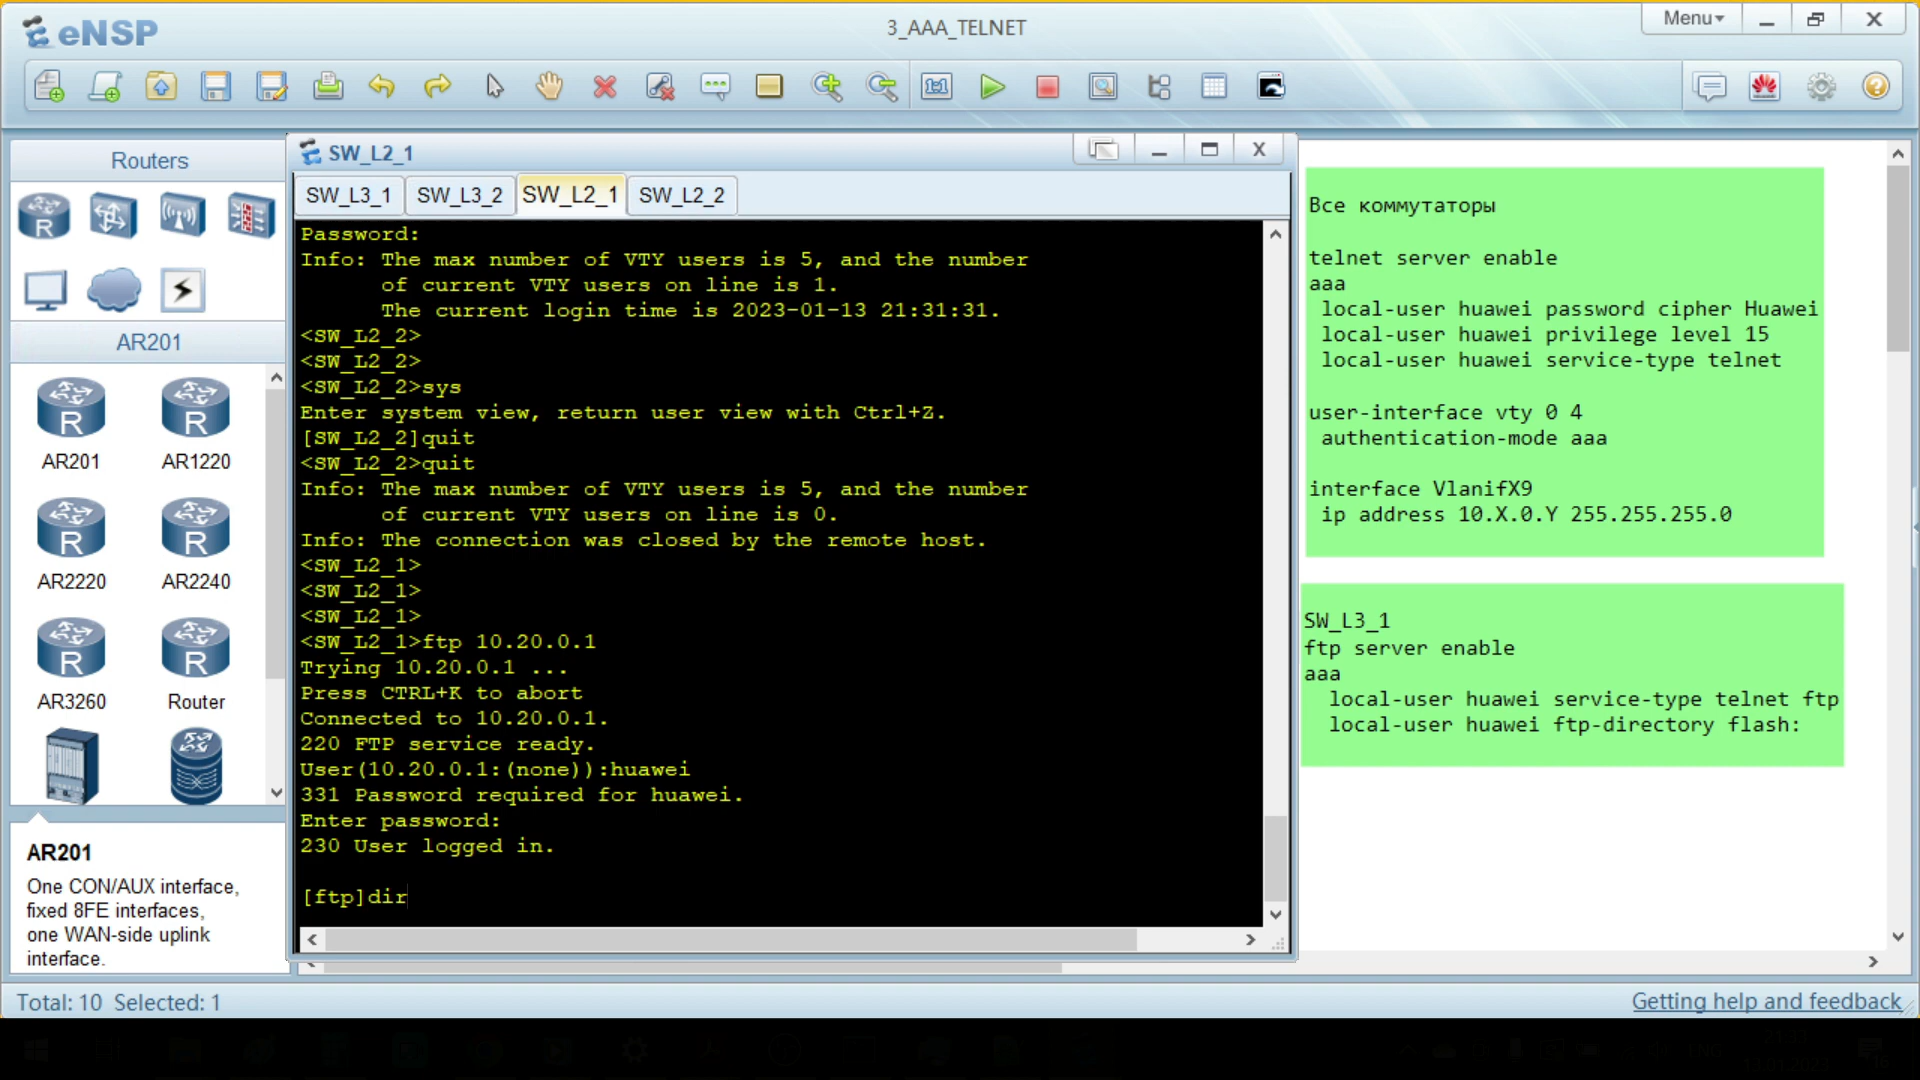 eNSP
3_AAA_TELNET
Menu
Routers
AR201
AR201
AR1220
AR2220
AR2240
AR3260
Router
AR201
One CON/AUX interface,
fixed 8FE interfaces,
one WAN-side uplink
interface.
SW_L2_1
SW_L3_1
SW_L3_2
SW_L2_1
SW_L2_2
Password:
Info: The max number of VTY users is 5, and the number
of current VTY users on line is 1.
The current login time is 2023-01-13 21:31:31.
<SW_L2_2>
<SW_L2_2>
<SW_L2_2>sys
Enter system view, return user view with Ctrl+Z.
[SW_L2_2]quit
<SW_L2_2>quit
Info: The max number of VTY users is 5, and the number
of current VTY users on line is 0.
Info: The connection was closed by the remote host.
<SW_L2_1>
<SW_L2_1>
<SW_L2_1>
<SW_L2_1>ftp 10.20.0.1
Trying 10.20.0.1 ...
Press CTRL+K to abort
Connected to 10.20.0.1.
220 FTP service ready.
User(10.20.0.1:(none)):huawei
331 Password required for huawei.
Enter password:
230 User logged in.
[ftp]dir
Все коммутаторы
telnet server enable
aaa
local-user huawei password cipher Huawei
local-user huawei privilege level 15
local-user huawei service-type telnet
user-interface vty 0 4
authentication-mode aaa
interface VlanifX9
ip address 10.X.0.Y 255.255.255.0
SW_L3_1
ftp server enable
aaa
local-user huawei service-type telnet ftp
local-user huawei ftp-directory flash:
Total: 10 Selected: 1
Getting help and feedback